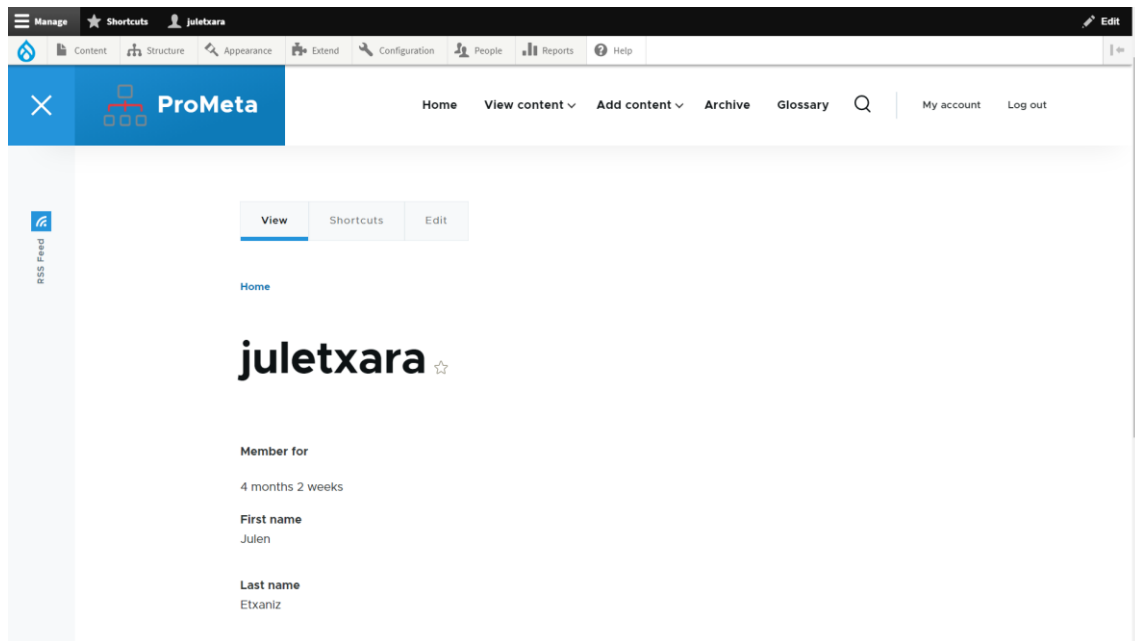 Manage Shortcuts juletxara Edit
Content Structure Appearance Extend Configuration People Reports Help
ProMeta Home View content Add content Archive Glossary My account Log out
View Shortcuts Edit
RSS Feed
Home
juletxara
Member for
4 months 2 weeks
First name
Julen
Last name
Etxaniz